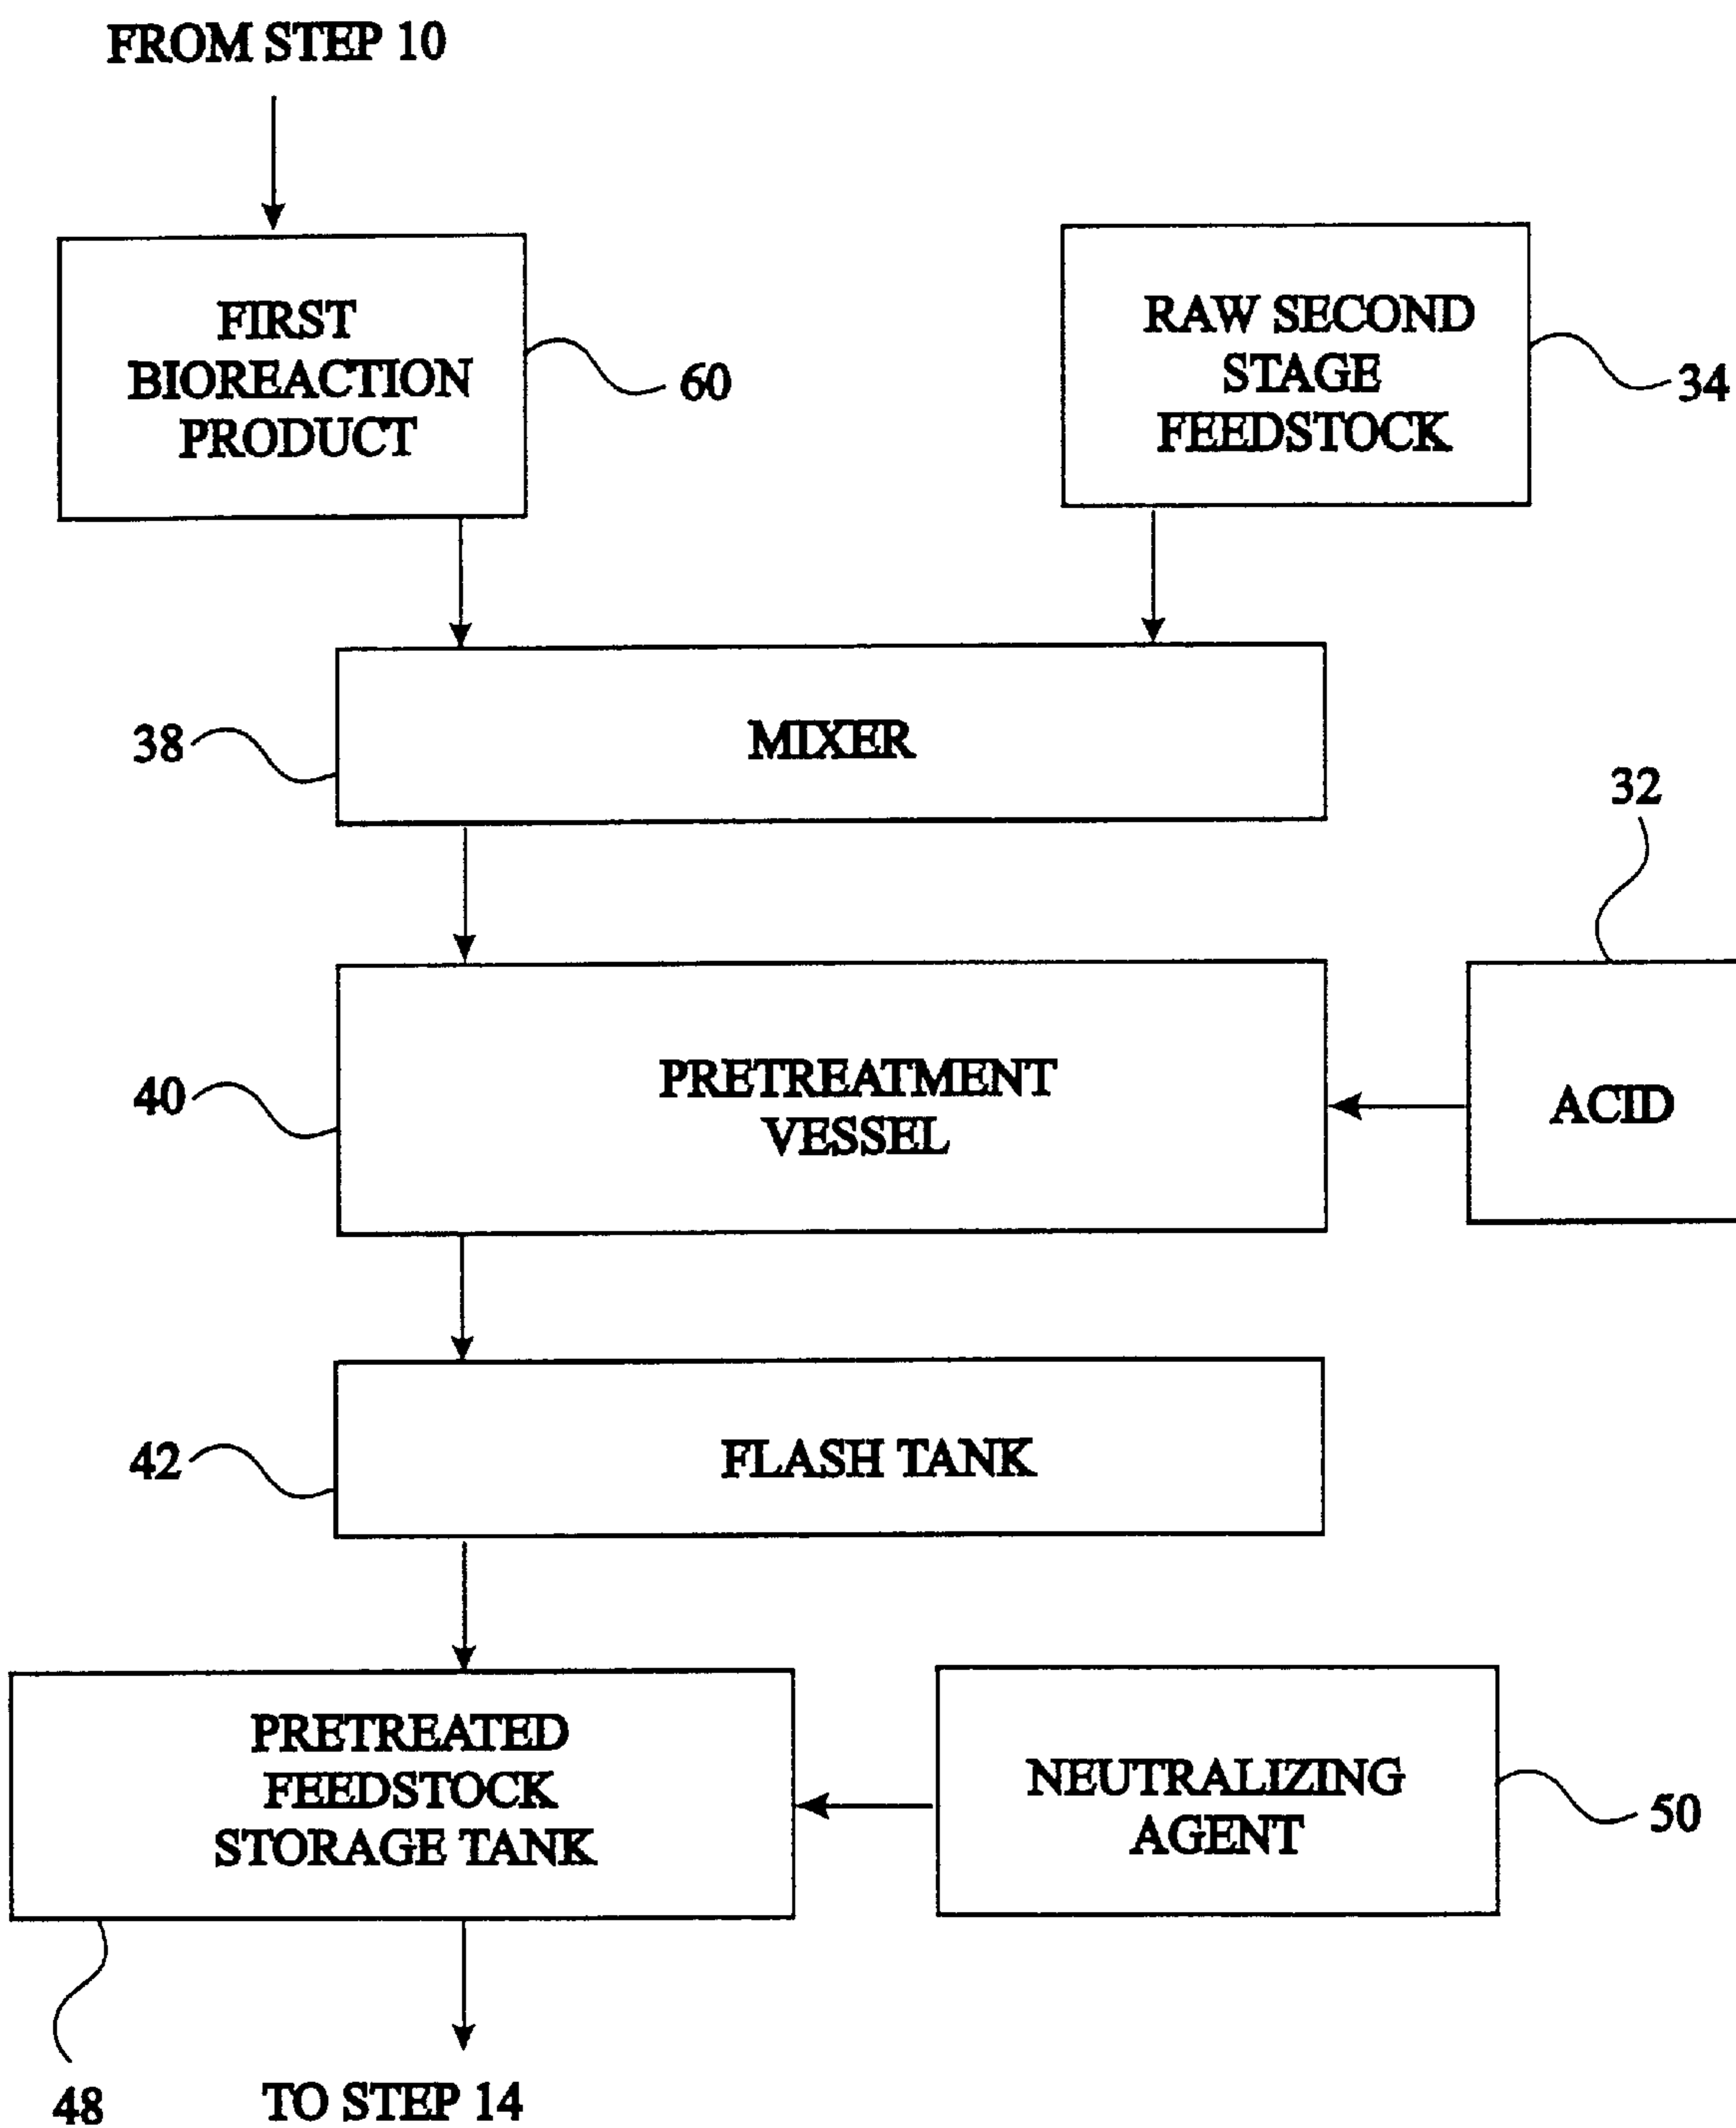 FROM STEP 10
FIRST
BIOREACTION
PRODUCT
60
RAW SECOND
STAGE
FEEDSTOCK
34
MIXER
38
32
PRETREATMENT
VESSEL
40
ACID
FLASH TANK
42
PRETREATED
FEEDSTOCK
STORAGE TANK
NEUTRALIZING
AGENT
50
48
TO STEP 14